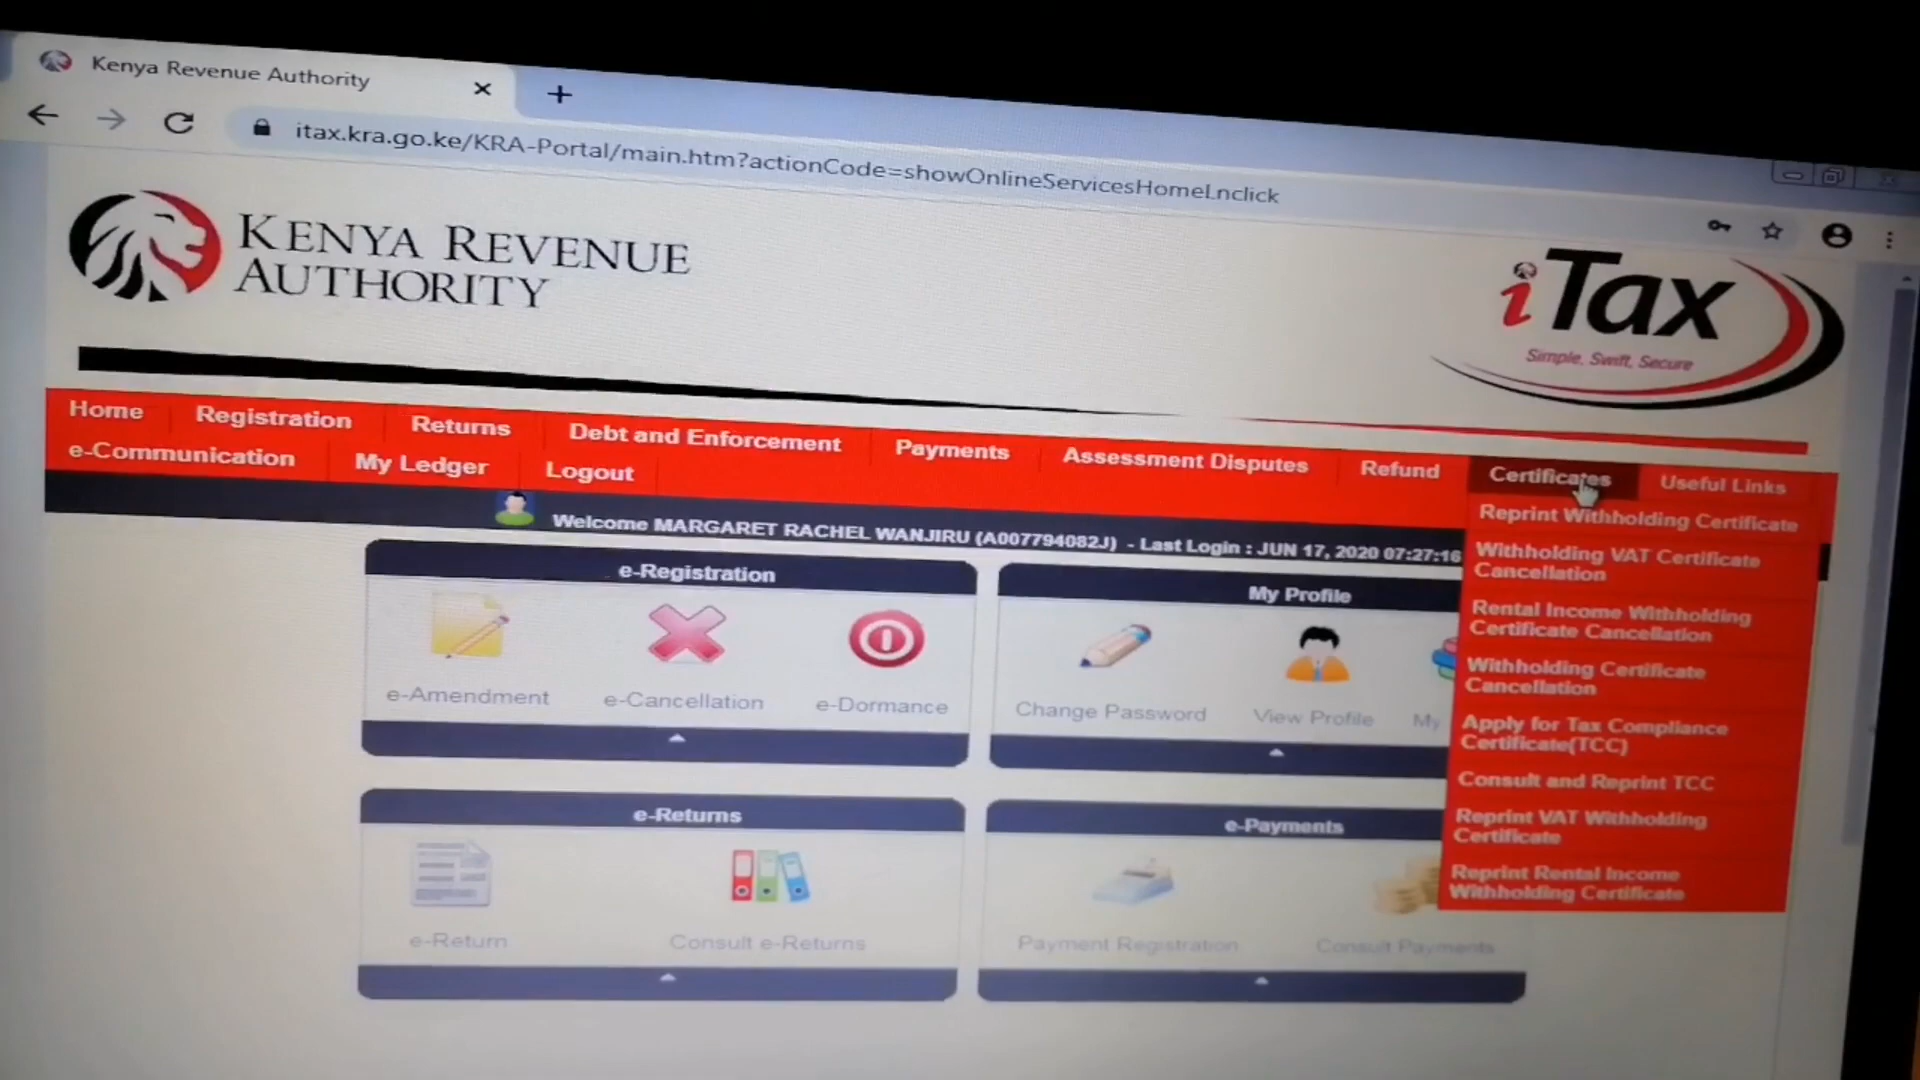 Kenya Revenue Authority
itax.kra.go.ke/KRA-Portal/main.htm?actionCode=showOnlineServicesHomeLnclick
KENYA REVENUE
AUTHORITY
iTax
Simple, Swift, Secure
Home Registration Returns Debt and Enforcement Payments Assessment Disputes Refund Certificates Useful Links
e-Communication My Ledger Logout
Welcome MARGARET RACHEL WANJIRU (A007794082J) - Last Login : JUN 17, 2020 07:27:16
Reprint Withholding Certificate
Withholding VAT Certificate
Cancellation
Rental Income Withholding
Certificate Cancellation
Withholding Certificate
Cancellation
Apply for Tax Compliance
Certificate(TCC)
Consult and Reprint TCC
Reprint VAT Withholding
Certificate
Reprint Rental Income
Withholding Certificate
e-Registration
e-Amendment e-Cancellation e-Dormance
My Profile
Change Password View Profile My
e-Returns
e-Return Consult e-Returns
e-Payments
Payment Registration Consult Payments